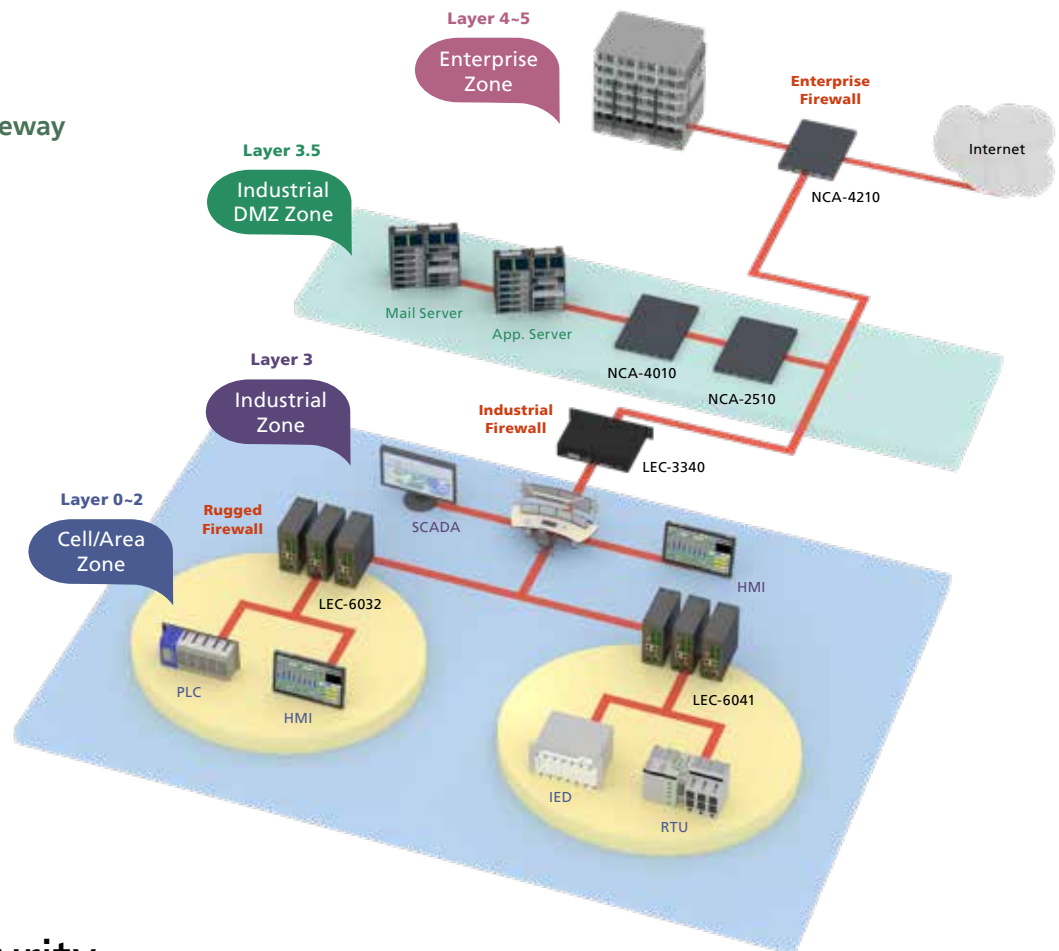 Layer 4~5
Enterprise
Zone
Enterprise
Firewall
Internet
NCA-4210
Layer 3.5
Industrial
DMZ Zone
Mail Server
App. Server
NCA-4010
NCA-2510
Layer 3
Industrial
Zone
Industrial
Firewall
LEC-3340
SCADA
HMI
Layer 0~2
Cell/Area
Zone
Rugged
Firewall
LEC-6032
PLC
HMI
LEC-6041
IED
RTU